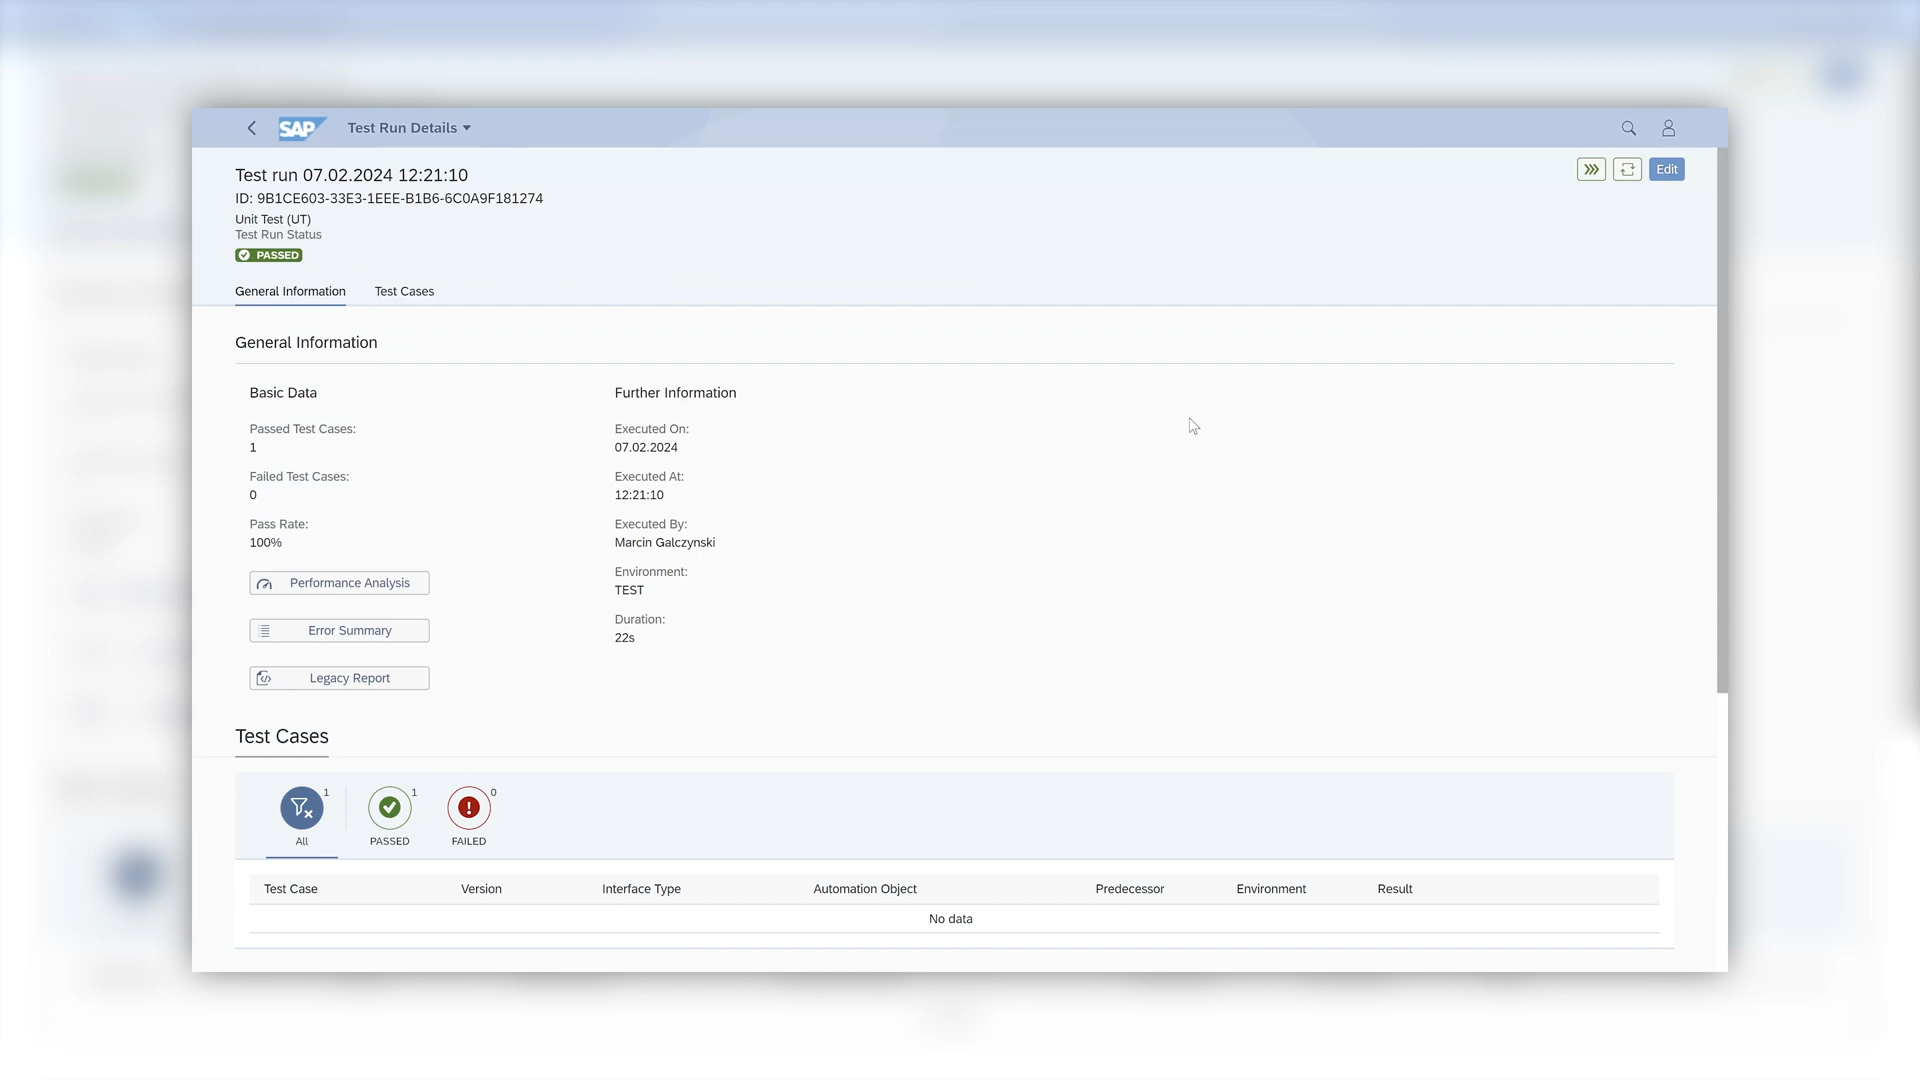 SAP Test Run Details
Test run 07.02.2024 12:21:10
Edit
ID: 9B1CE603-33E3-1EEE-B1B6-6C0A9F181274
Unit Test (UT)
Test Run Status
PASSED
General Information Test Cases
General Information
Basic Data
Passed Test Cases:
1
Failed Test Cases:
0
Pass Rate:
100%
Performance Analysis
Error Summary
Legacy Report
Further Information
Executed On:
07.02.2024
Executed At:
12:21:10
Executed By:
Marcin Galczynski
Environment:
TEST
Duration:
22s
Test Cases
1 1 0
All PASSED FAILED
Test Case Version Interface Type Automation Object Predecessor Environment Result
No data